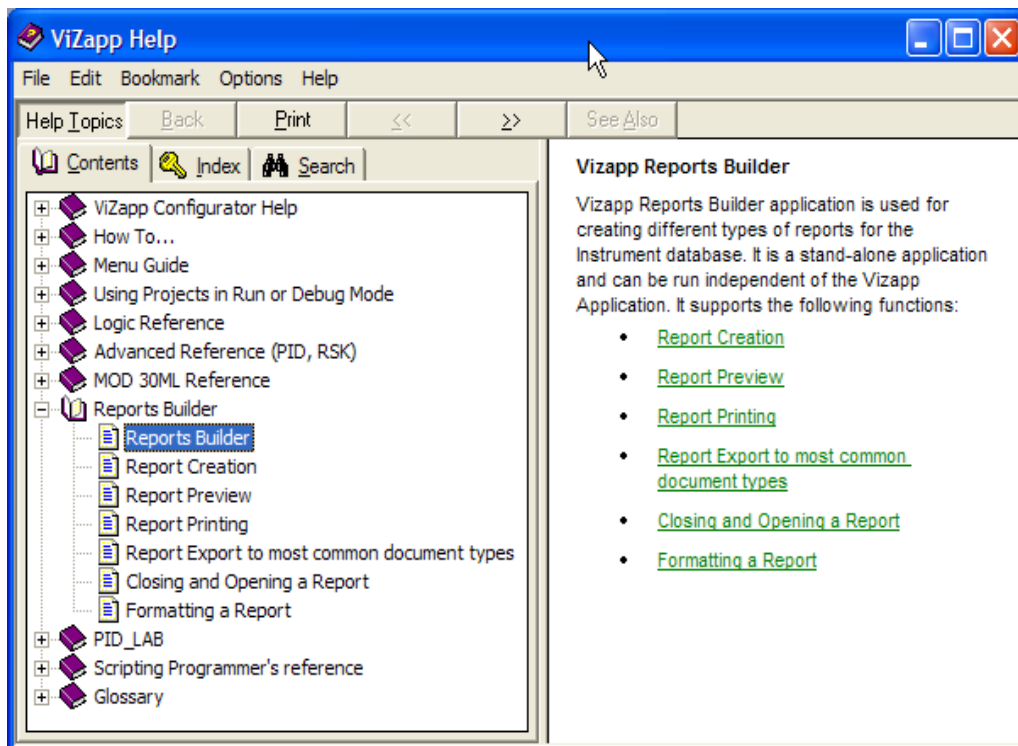 ViZapp Help
File Edit Bookmark Options Help
Help Topics Back Print << >> See Also
Contents Index Search
ViZapp Configurator Help
How To...
Menu Guide
Using Projects in Run or Debug Mode
Logic Reference
Advanced Reference (PID, RSK)
MOD 30ML Reference
Reports Builder
Reports Builder
Report Creation
Report Preview
Report Printing
Report Export to most common document types
Closing and Opening a Report
Formatting a Report
PID_LAB
Scripting Programmer's reference
Glossary
Vizapp Reports Builder
Vizapp Reports Builder application is used for
creating different types of reports for the
Instrument database. It is a stand-alone application
and can be run independent of the Vizapp
Application. It supports the following functions:
• Report Creation
• Report Preview
• Report Printing
• Report Export to most common
document types
• Closing and Opening a Report
• Formatting a Report